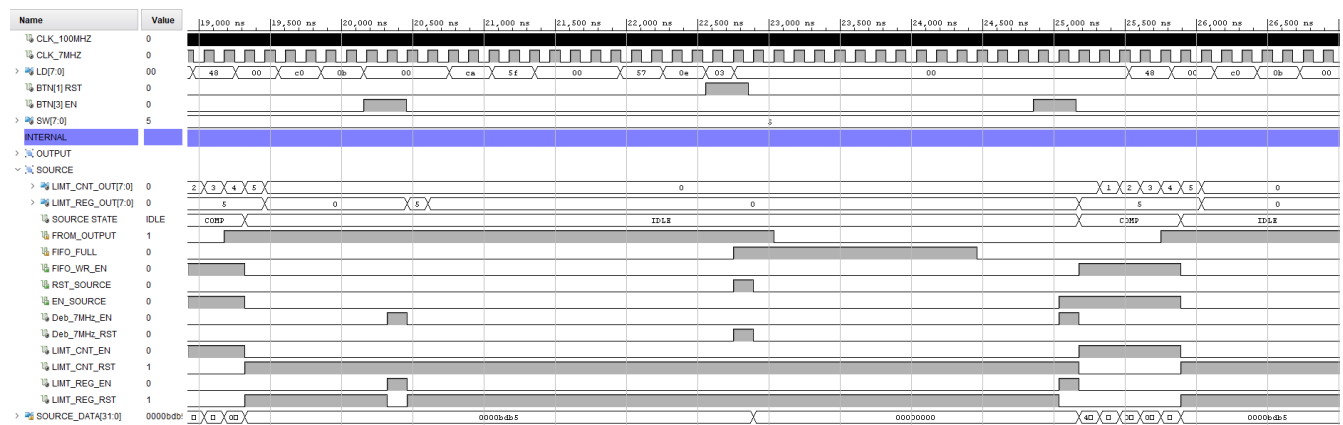 Name Value 19,000 ns 19,500 ns 20,000 ns 20,500 ns 21,000 ns 21,500 ns 22,000 ns 22,500 ns 23,000 ns 23,500 ns 24,000 ns 24,500 ns 25,000 ns 25,500 ns 26,000 ns 26,500 ns
CLK_100MHZ 0
CLK_7MHZ 0
LD[7:0] 00 48 00 c0 0b 00 ca 5f 00 57 0e 03 00 48 00 c0 0b 00
BTN[1] RST 0
BTN[3] EN 0
SW[7:0] 5 5
INTERNAL
OUTPUT
SOURCE
LIMT_CNT_OUT[7:0] 0 2 3 4 5 0 1 2 3 4 5 0
LIMT_REG_OUT[7:0] 0 5 0 5 0 5 0
SOURCE STATE IDLE COMP IDLE COMP IDLE
FROM_OUTPUT 1
FIFO_FULL 0
FIFO_WR_EN 0
RST_SOURCE 0
EN_SOURCE 0
Deb_7MHz_EN 0
Deb_7MHz_RST 0
LIMT_CNT_EN 0
LIMT_CNT_RST 1
LIMT_REG_EN 0
LIMT_REG_RST 1
SOURCE_DATA[31:0] 0000bdb5 0000bdb5 00000000 0000bdb5